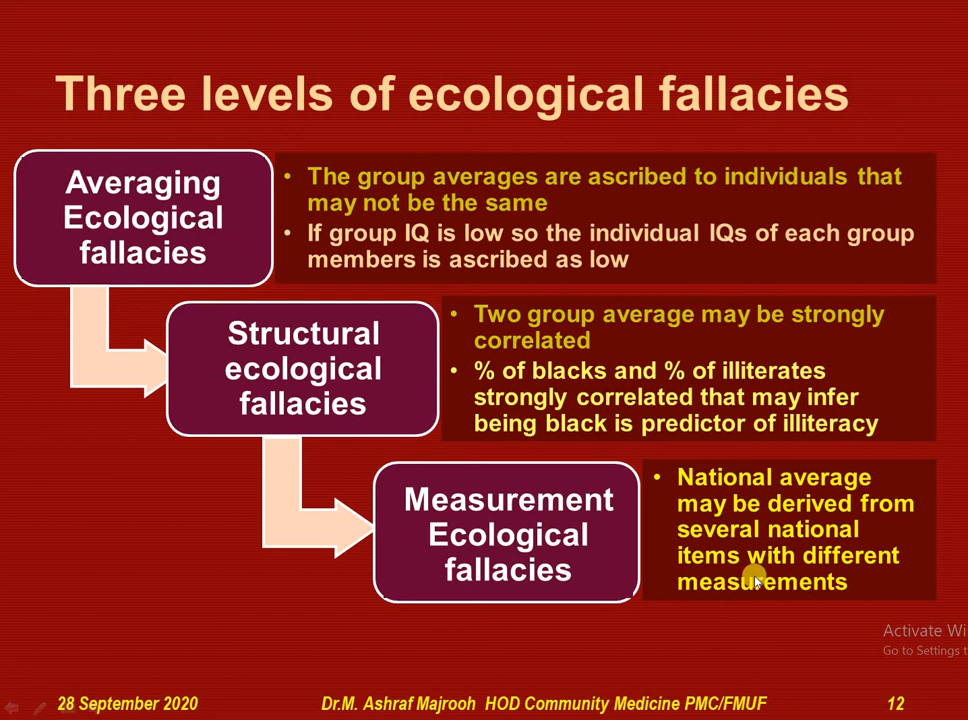 Three levels of ecological fallacies
Averaging
Ecological
fallacies
• The group averages are ascribed to individuals that
may not be the same
• If group IQ is low so the individual IQs of each group
members is ascribed as low
Structural
ecological
fallacies
• Two group average may be strongly
correlated
• % of blacks and % of illiterates
strongly correlated that may infer
being black is predictor of illiteracy
Measurement
Ecological
fallacies
• National average
may be derived from
several national
items with different
measurements
Activate Wi
Go to Settings t
28 September 2020 Dr.M. Ashraf Majrooh HOD Community Medicine PMC/FMUF 12